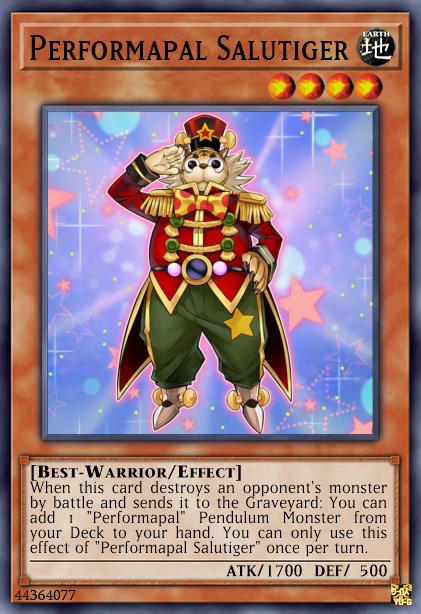 Performapal Salutiger
EARTH
地
[Best-Warrior/Effect]
When this card destroys an opponent's monster
by battle and sends it to the Graveyard: You can
add 1 "Performapal" Pendulum Monster from
your Deck to your hand. You can only use this
effect of "Performapal Salutiger" once per turn.
ATK/1700 DEF/ 500
44364077